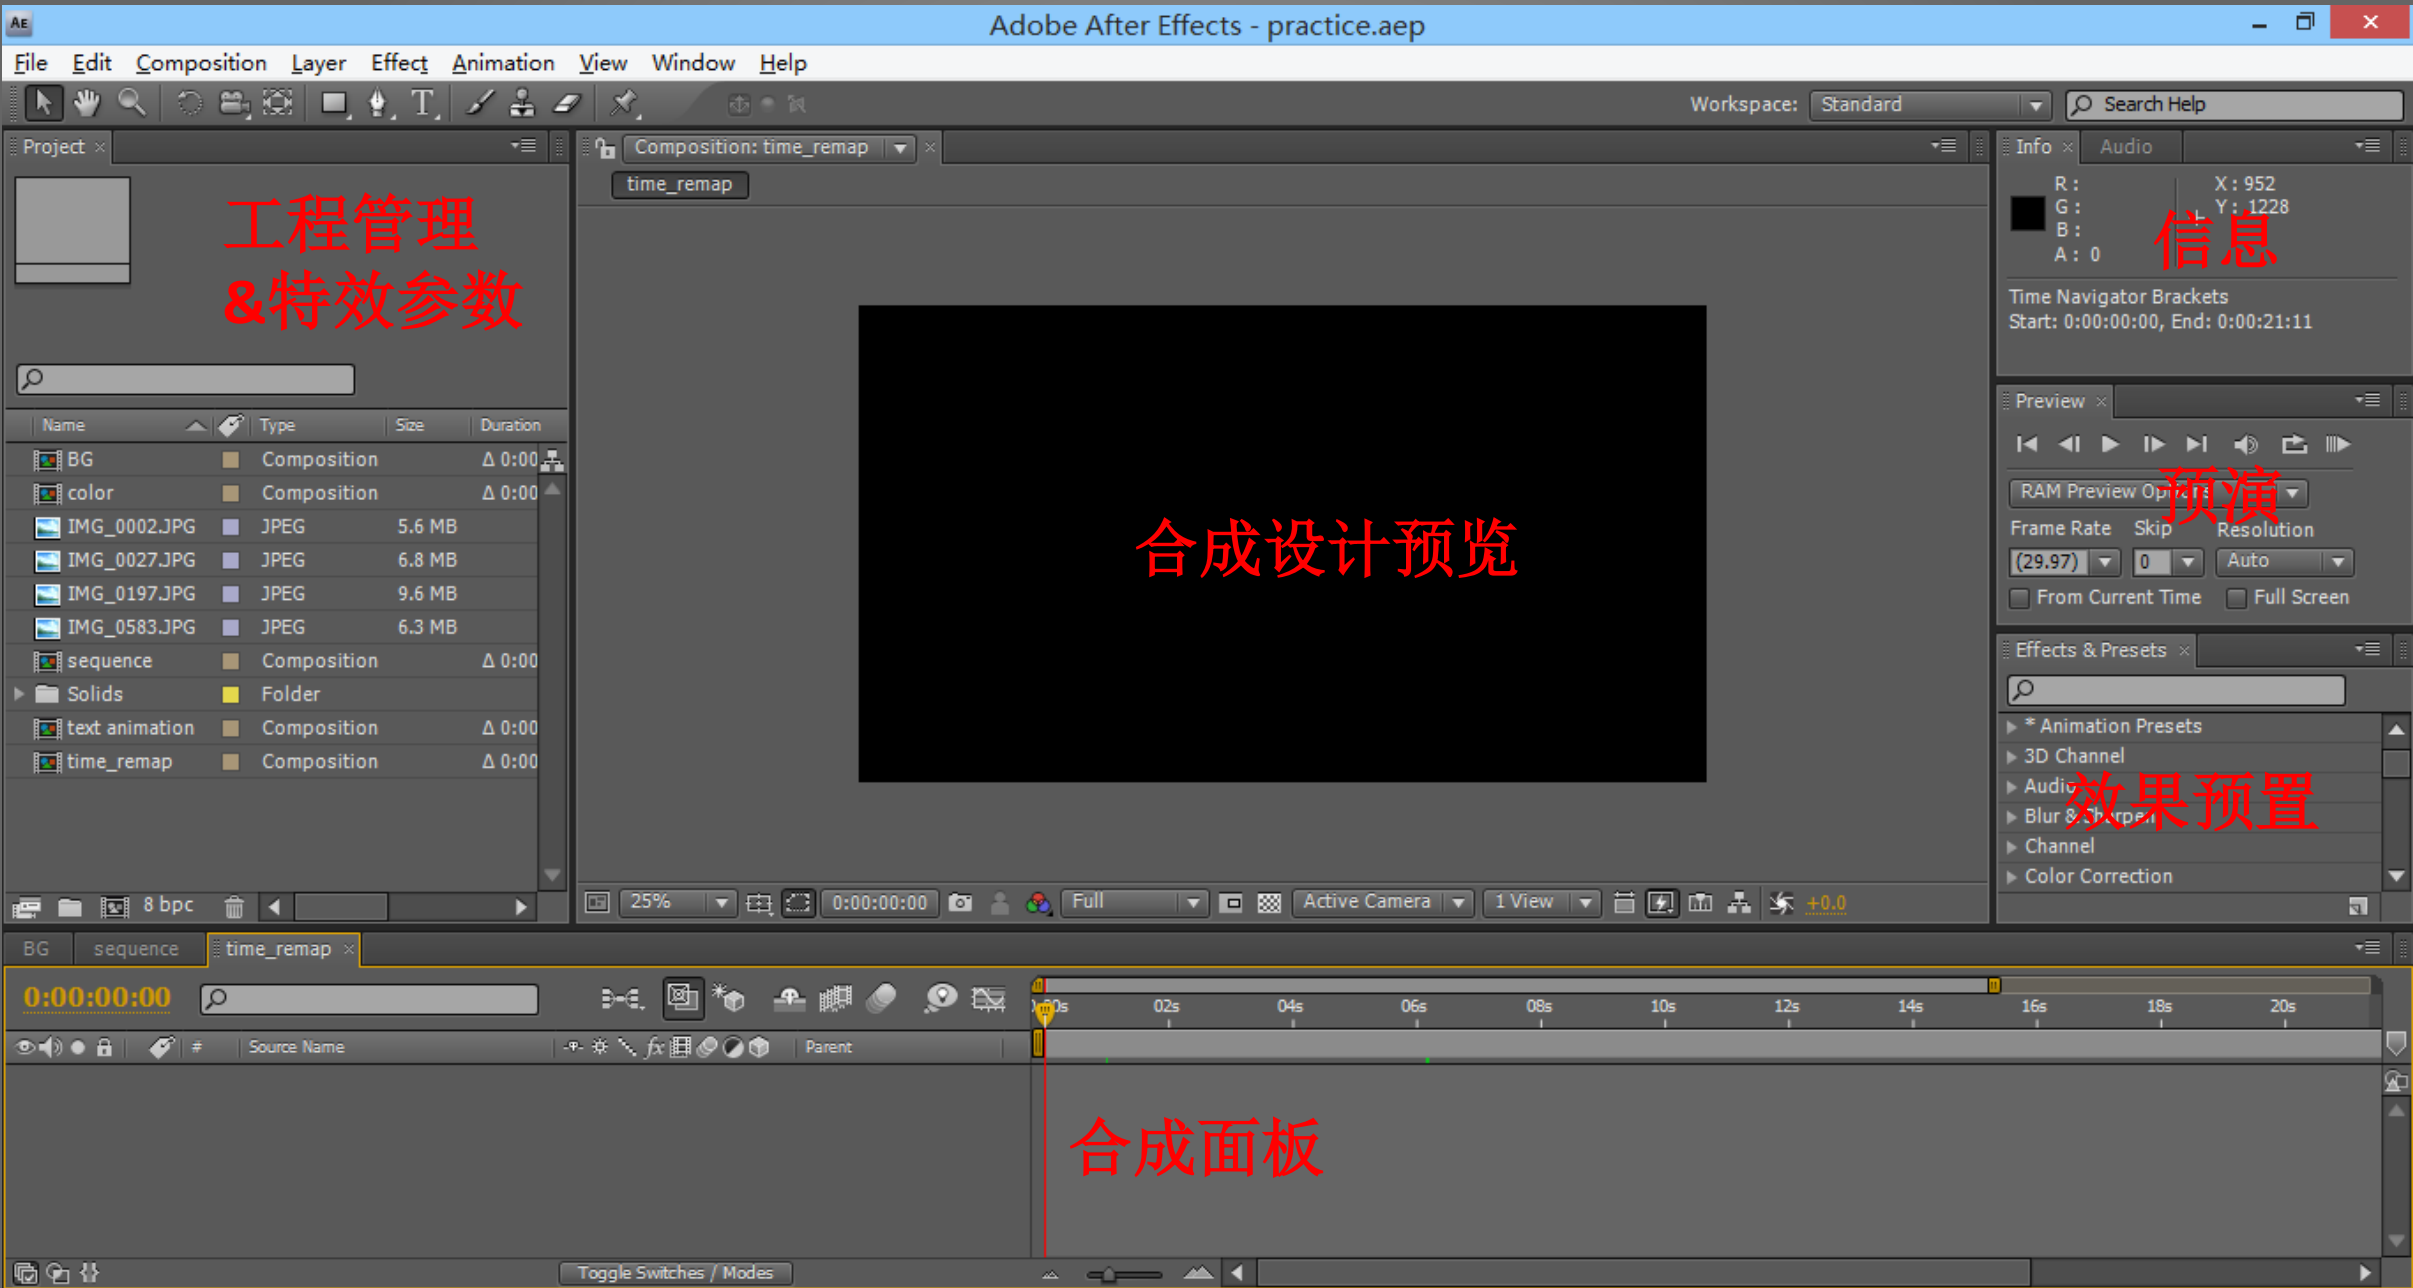 AE
Adobe After Effects - practice.aep
File Edit Composition Layer Effect Animation View Window Help
Workspace: Standard Search Help
Project
工程管理
&特效参数
Name Type Size Duration
BG Composition Δ 0:00
color Composition Δ 0:00
IMG_0002.JPG JPEG 5.6 MB
IMG_0027.JPG JPEG 6.8 MB
IMG_0197.JPG JPEG 9.6 MB
IMG_0583.JPG JPEG 6.3 MB
sequence Composition Δ 0:00
Solids Folder
text animation Composition Δ 0:00
time_remap Composition Δ 0:00
8 bpc
Composition: time_remap
time_remap
合成设计预览
25% 0:00:00:00 Full Active Camera 1 View +0.0
Info Audio
R: X: 952
G: Y: 1228
B:
A: 0
信息
Time Navigator Brackets
Start: 0:00:00:00, End: 0:00:21:11
Preview
RAM Preview Options
预演
Frame Rate Skip Resolution
(29.97) 0 Auto
From Current Time Full Screen
Effects & Presets
* Animation Presets
3D Channel
Audio
Blur & Sharpen
效果预置
Channel
Color Correction
BG sequence time_remap
0:00:00:00
02s 04s 06s 08s 10s 12s 14s 16s 18s 20s
# Source Name fx Parent
合成面板
Toggle Switches / Modes